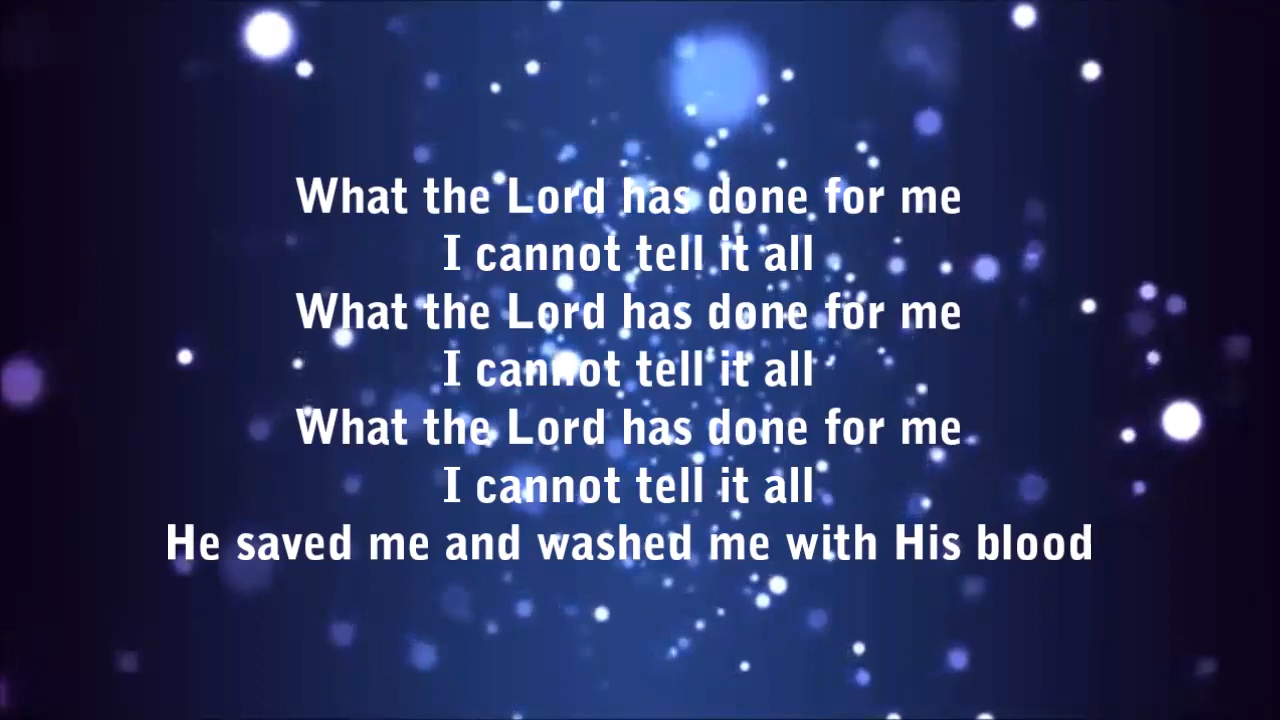 What the Lord has done for me
I cannot tell it all
What the Lord has done for me
I cannot tell it all
What the Lord has done for me
I cannot tell it all
He saved me and washed me with His blood